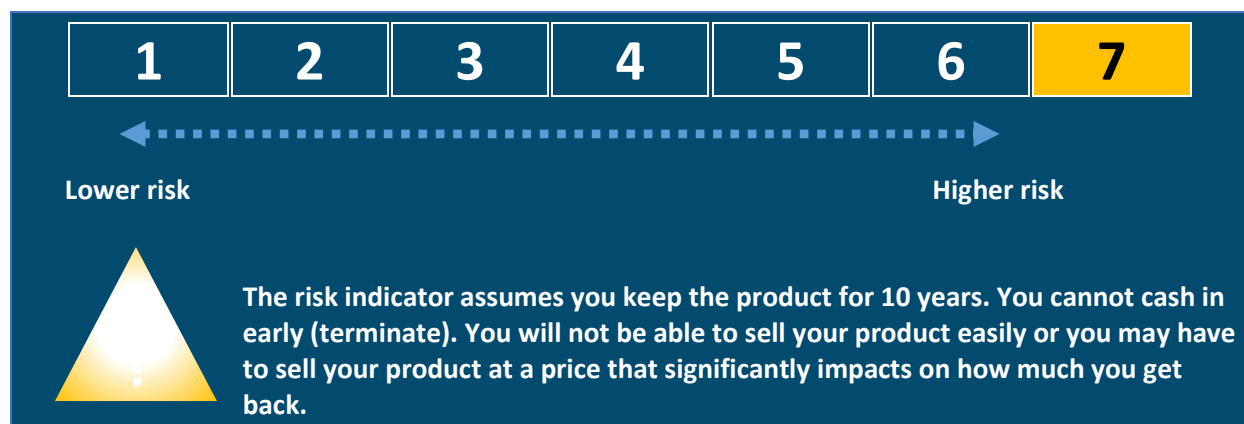 1 2 3 4 5 6 7
Lower risk Higher risk
The risk indicator assumes you keep the product for 10 years. You cannot cash in
early (terminate). You will not be able to sell your product easily or you may have
to sell your product at a price that significantly impacts on how much you get
back.